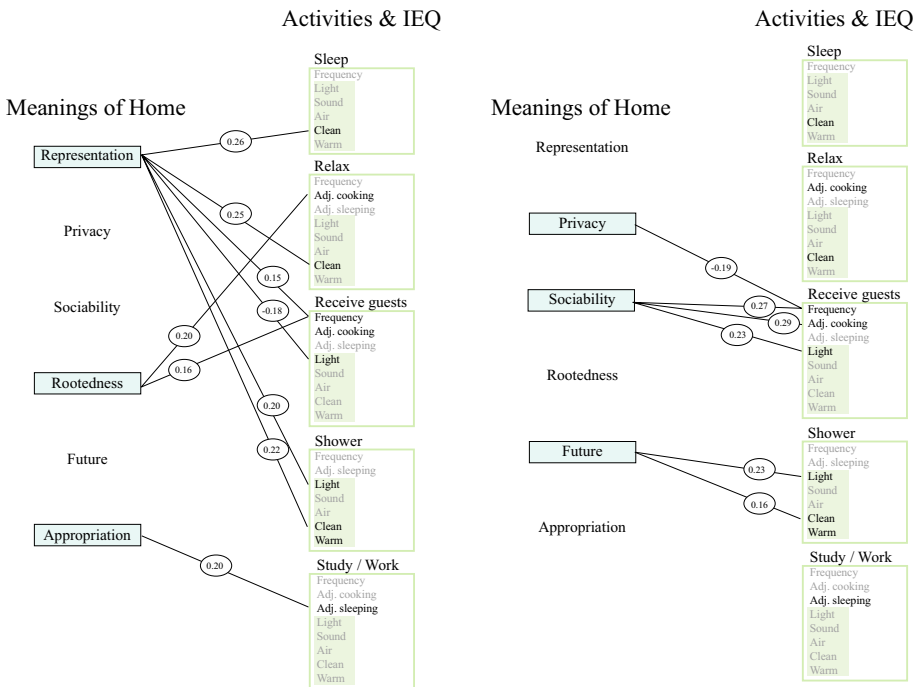 Activities & IEQ
Meanings of Home
Representation
Privacy
Sociability
Rootedness
Future
Appropriation
0.26
0.25
0.15
-0.18
0.20
0.16
0.20
0.22
0.20
Sleep
Frequency
Light
Sound
Air
Clean
Warm
Relax
Frequency
Adj. cooking
Adj. sleeping
Light
Sound
Air
Clean
Warm
Receive guests
Frequency
Adj. cooking
Adj. sleeping
Light
Sound
Air
Clean
Warm
Shower
Frequency
Adj. sleeping
Light
Sound
Air
Clean
Warm
Study / Work
Frequency
Adj. cooking
Adj. sleeping
Light
Sound
Air
Clean
Warm
Activities & IEQ
Meanings of Home
Representation
Privacy
Sociability
Rootedness
Future
Appropriation
-0.19
0.27
0.29
0.23
0.23
0.16
Sleep
Frequency
Light
Sound
Air
Clean
Warm
Relax
Frequency
Adj. cooking
Adj. sleeping
Light
Sound
Air
Clean
Warm
Receive guests
Frequency
Adj. cooking
Adj. sleeping
Light
Sound
Air
Clean
Warm
Shower
Frequency
Adj. sleeping
Light
Sound
Air
Clean
Warm
Study / Work
Frequency
Adj. cooking
Adj. sleeping
Light
Sound
Air
Clean
Warm